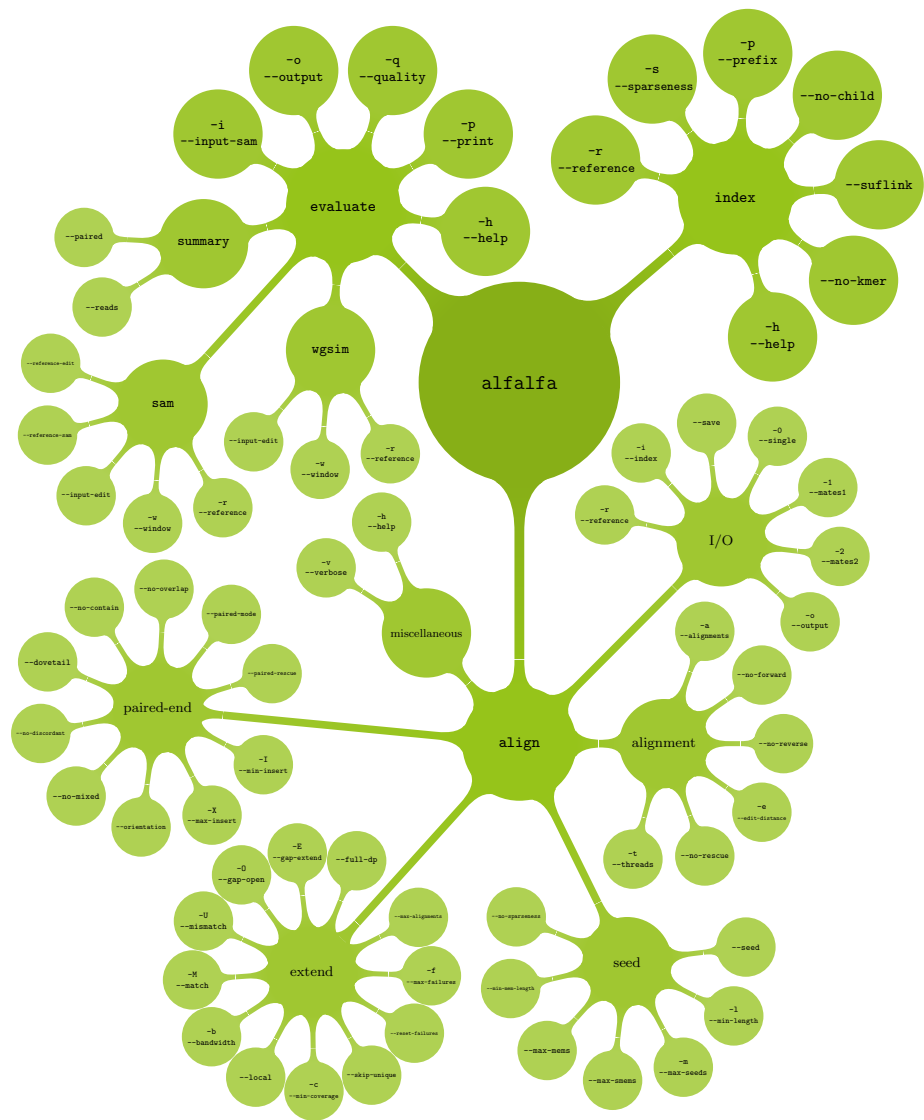 -o
--output
-q
--quality
-i
--input-sam
-p
--print
evaluate
-h
--help
summary
--paired
--reads
wgsim
--input-edit
-w
--window
-r
--reference
sam
--reference-edit
--reference-sam
--input-edit
-w
--window
-r
--reference
-p
--prefix
-s
--sparseness
--no-child
-r
--reference
index
--suflink
--no-kmer
-h
--help
alfalfa
--save
-0
--single
-i
--index
-1
--mates1
-r
--reference
I/O
-2
--mates2
-o
--output
-h
--help
-v
--verbose
miscellaneous
align
-a
--alignments
--no-forward
alignment
--no-reverse
-e
--edit-distance
--no-rescue
-t
--threads
--no-overlap
--no-contain
--paired-mode
--dovetail
--paired-rescue
paired-end
--no-discordant
-I
--min-insert
--no-mixed
-X
--max-insert
--orientation
-E
--gap-extend
--full-dp
-O
--gap-open
-U
--mismatch
--max-alignments
-M
--match
extend
-f
--max-failures
-b
--bandwidth
--reset-failures
--local
-c
--min-coverage
--skip-unique
--no-sparseness
--seed
seed
--min-mem-length
-l
--min-length
--max-mems
-m
--max-seeds
--max-smems